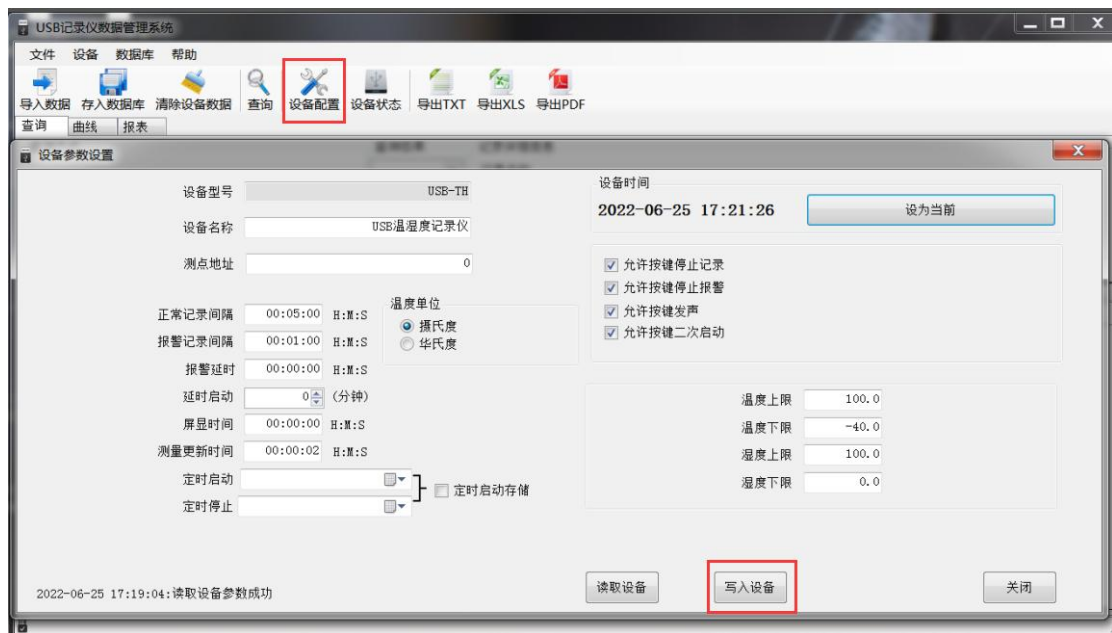 USB记录仪数据管理系统
文件 设备 数据库 帮助
导入数据 存入数据库 清除设备数据 查询 设备配置 设备状态 导出TXT 导出XLS 导出PDF
查询 曲线 报表
设备参数设置
设备型号 USB-TH
设备名称 USB温湿度记录仪
测点地址 0
正常记录间隔 00:05:00 H:M:S
报警记录间隔 00:01:00 H:M:S
报警延时 00:00:00 H:M:S
延时启动 0 (分钟)
屏显时间 00:00:00 H:M:S
测量更新时间 00:00:02 H:M:S
定时启动
定时停止
定时启动存储
温度单位
摄氏度
华氏度
设备时间
2022-06-25 17:21:26 设为当前
允许按键停止记录
允许按键停止报警
允许按键发声
允许按键二次启动
温度上限 100.0
温度下限 -40.0
湿度上限 100.0
湿度下限 0.0
2022-06-25 17:19:04:读取设备参数成功
读取设备 写入设备 关闭